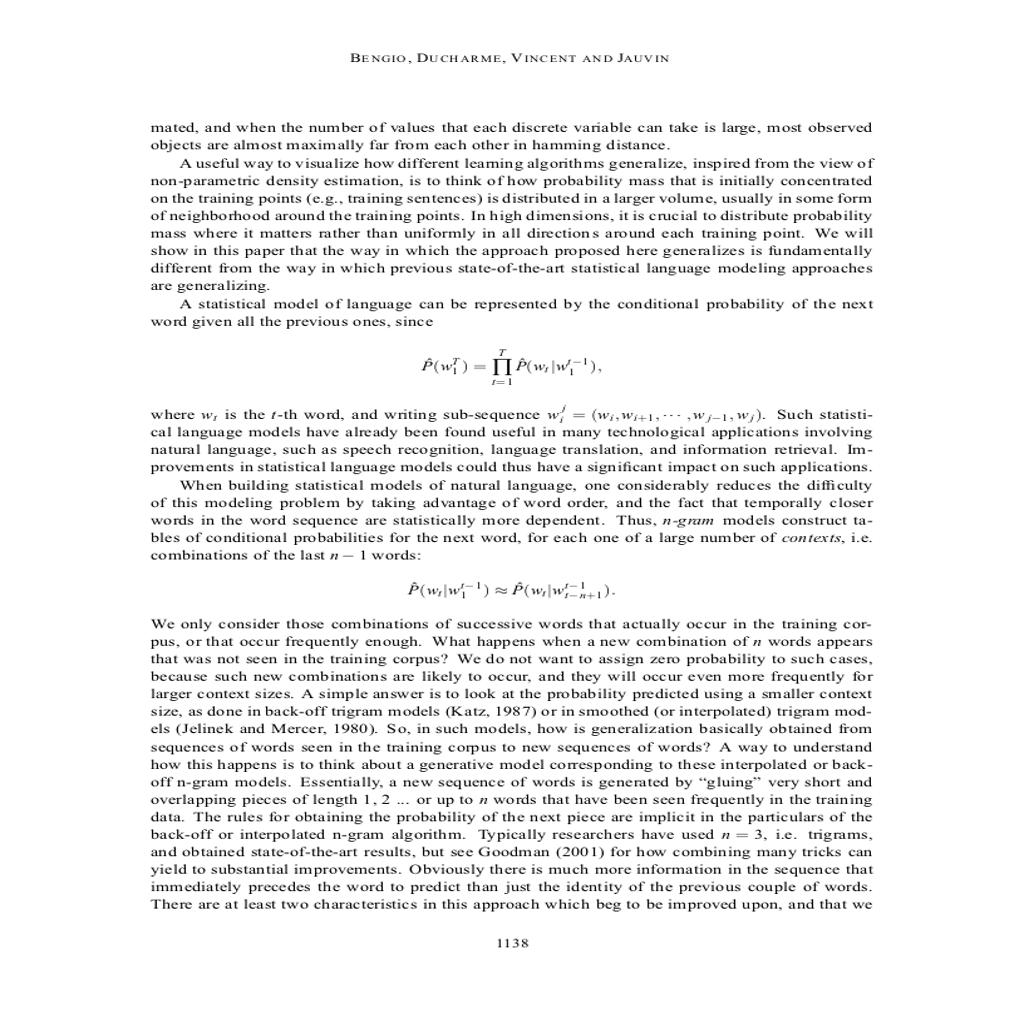 BENGIO, DUCHARME, VINCENT AND JAUVIN
mated, and when the number of values that each discrete variable can take is large, most observed
objects are almost maximally far from each other in hamming distance.
A useful way to visualize how different learning algorithms generalize, inspired from the view of
non-parametric density estimation, is to think of how probability mass that is initially concentrated
on the training points (e.g., training sentences) is distributed in a larger volume, usually in some form
of neighborhood around the training points. In high dimensions, it is crucial to distribute probability
mass where it matters rather than uniformly in all directions around each training point. We will
show in this paper that the way in which the approach proposed here generalizes is fundamentally
different from the way in which previous state-of-the-art statistical language modeling approaches
are generalizing.
A statistical model of language can be represented by the conditional probability of the next
word given all the previous ones, since
P̂(w_1^T) = ∏_{t=1}^{T} P̂(w_t|w_1^{t−1}),
where w_t is the t-th word, and writing sub-sequence w_i^j = (w_i, w_{i+1}, ⋯ , w_{j−1}, w_j). Such statisti-
cal language models have already been found useful in many technological applications involving
natural language, such as speech recognition, language translation, and information retrieval. Im-
provements in statistical language models could thus have a significant impact on such applications.
When building statistical models of natural language, one considerably reduces the difficulty
of this modeling problem by taking advantage of word order, and the fact that temporally closer
words in the word sequence are statistically more dependent. Thus, n-gram models construct ta-
bles of conditional probabilities for the next word, for each one of a large number of contexts, i.e.
combinations of the last n − 1 words:
P̂(w_t|w_1^{t−1}) ≈ P̂(w_t|w_{t−n+1}^{t−1}).
We only consider those combinations of successive words that actually occur in the training cor-
pus, or that occur frequently enough. What happens when a new combination of n words appears
that was not seen in the training corpus? We do not want to assign zero probability to such cases,
because such new combinations are likely to occur, and they will occur even more frequently for
larger context sizes. A simple answer is to look at the probability predicted using a smaller context
size, as done in back-off trigram models (Katz, 1987) or in smoothed (or interpolated) trigram mod-
els (Jelinek and Mercer, 1980). So, in such models, how is generalization basically obtained from
sequences of words seen in the training corpus to new sequences of words? A way to understand
how this happens is to think about a generative model corresponding to these interpolated or back-
off n-gram models. Essentially, a new sequence of words is generated by “gluing” very short and
overlapping pieces of length 1, 2 ... or up to n words that have been seen frequently in the training
data. The rules for obtaining the probability of the next piece are implicit in the particulars of the
back-off or interpolated n-gram algorithm. Typically researchers have used n = 3, i.e. trigrams,
and obtained state-of-the-art results, but see Goodman (2001) for how combining many tricks can
yield to substantial improvements. Obviously there is much more information in the sequence that
immediately precedes the word to predict than just the identity of the previous couple of words.
There are at least two characteristics in this approach which beg to be improved upon, and that we
1138